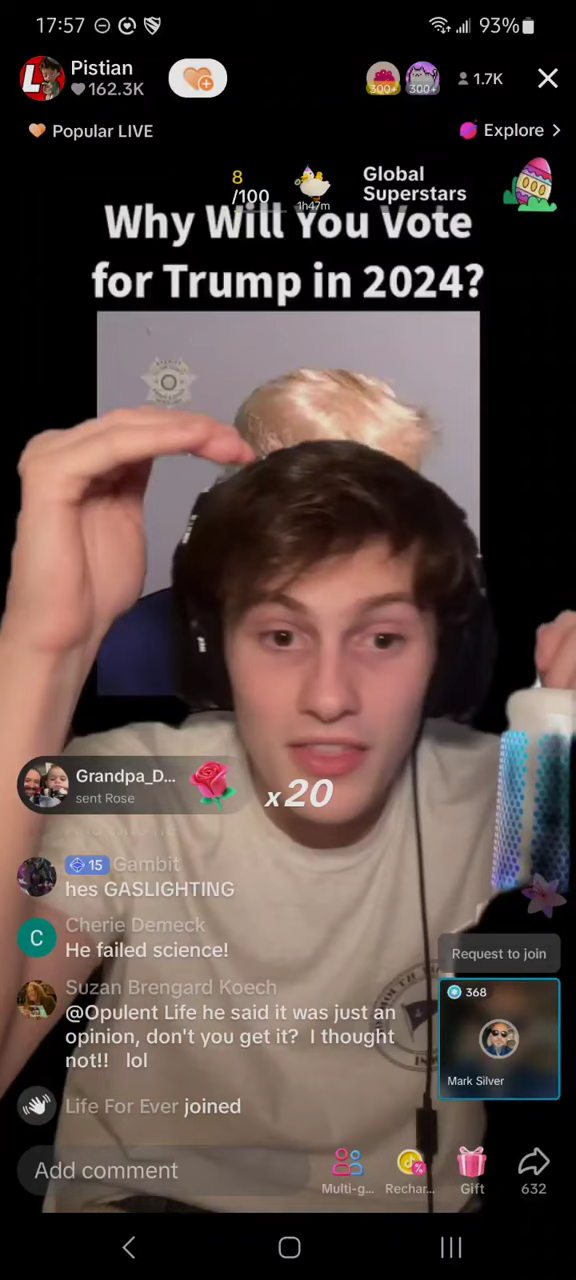 17:57
93%
Pistian
162.3K
300+
300+
1.7K
Popular LIVE
Explore
8
/100
1h47m
Global
Superstars
Why Will You Vote
for Trump in 2024?
Grandpa_D...
sent Rose
x20
15 Gambit
hes GASLIGHTING
C
Cherie Demeck
He failed science!
Suzan Brengard Koech
@Opulent Life he said it was just an
opinion, don't you get it? I thought
not!! lol
Life For Ever joined
Request to join
368
Mark Silver
Add comment
Multi-g...
Rechar...
Gift
632